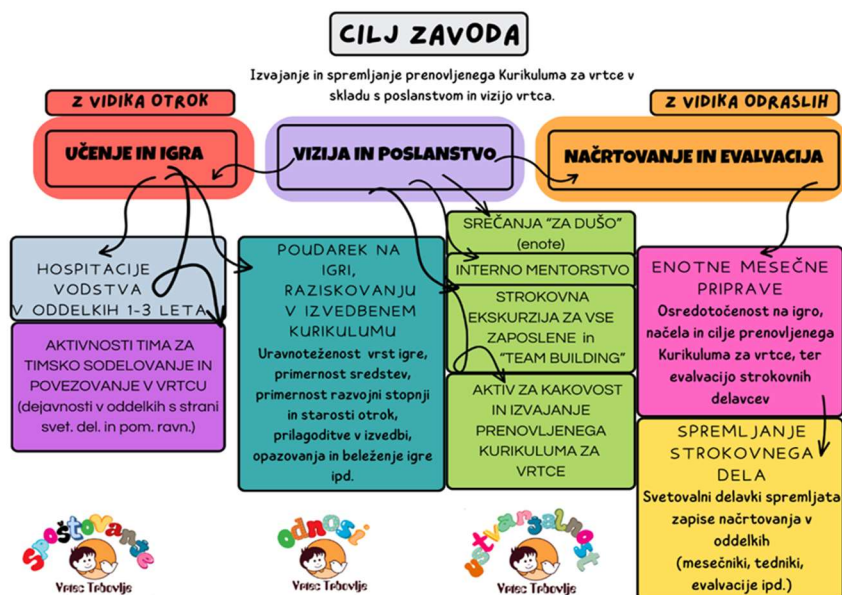 CILJ ZAVODA
Izvajanje in spremljanje prenovljenega Kurikuluma za vrtce v
skladu s poslanstvom in vizijo vrtca.
Z VIDIKA OTROK
Z VIDIKA ODRASLIH
UČENJE IN IGRA
VIZIJA IN POSLANSTVO
NAČRTOVANJE IN EVALVACIJA
HOSPITACIJE
VODSTVA
V ODDELKIH 1-3 LETA
AKTIVNOSTI TIMA ZA
TIMSKO SODELOVANJE IN
POVEZOVANJE V VRTCU
(dejavnosti v oddelkih s strani
svet. del. in pom. ravn.)
POUDAREK NA
IGRI,
RAZISKOVANJU
V IZVEDBENEM
KURIKULUMU
Uravnoteženost vrst igre,
primernost sredstev,
primernost razvojni stopnji
in starosti otrok,
prilagoditve v izvedbi,
opazovanja in beleženje igre
ipd.
SREČANJA "ZA DUŠO"
(enote)
INTERNO MENTORSTVO
STROKOVNA
EKSKURZIJA ZA VSE
ZAPOSLENE in
"TEAM BUILDING"
AKTIV ZA KAKOVOST
IN IZVAJANJE
PRENOVLJENEGA
KURIKULUMA ZA
VRTCE
ENOTNE MESEČNE
PRIPRAVE
Osredotočenost na igro,
načela in cilje prenovljenega
Kurikuluma za vrtce, ter
evalvacijo strokovnih
delavcev
SPREMLJANJE
STROKOVNEGA
DELA
Svetovalni delavki spremljata
zapise načrtovanja v
oddelkih
(mesečniki, tedniki,
evalvacije ipd.)
Spoštovanje
Vrtec Trbovlje
Odnosi
Vrtec Trbovlje
ustvarjalnost
Vrtec Trbovlje